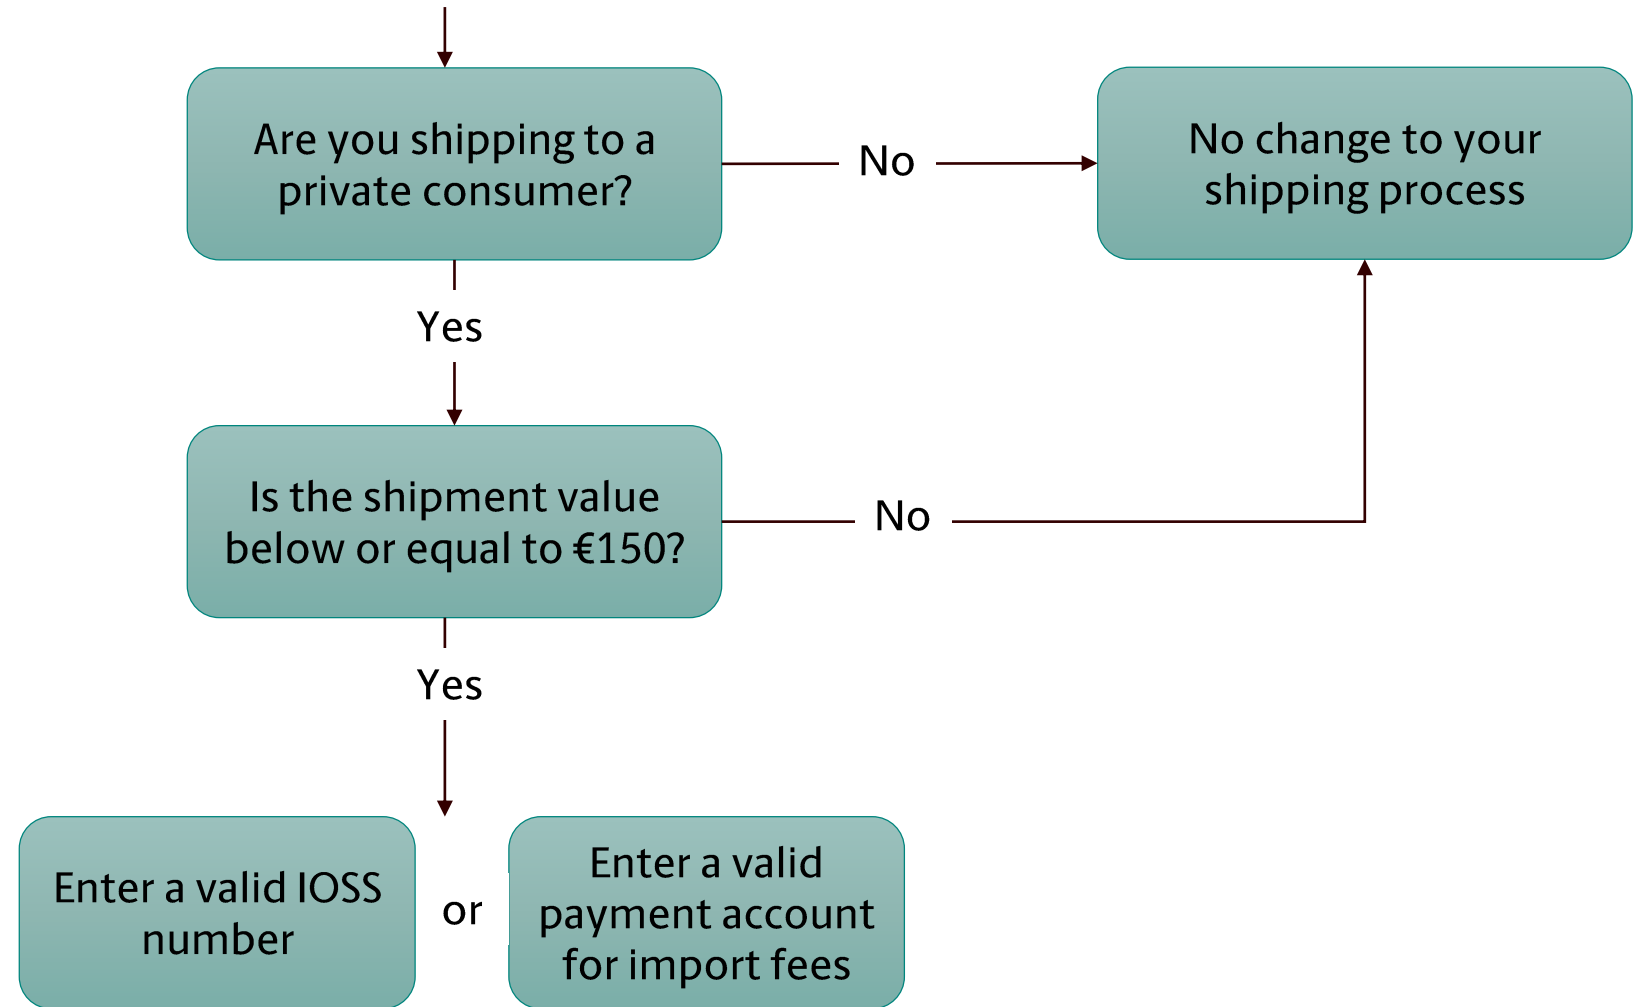 Are you shipping to a
private consumer?
No
No change to your
shipping process
Yes
Is the shipment value
below or equal to €150?
No
Yes
Enter a valid IOSS
number
or
Enter a valid
payment account
for import fees